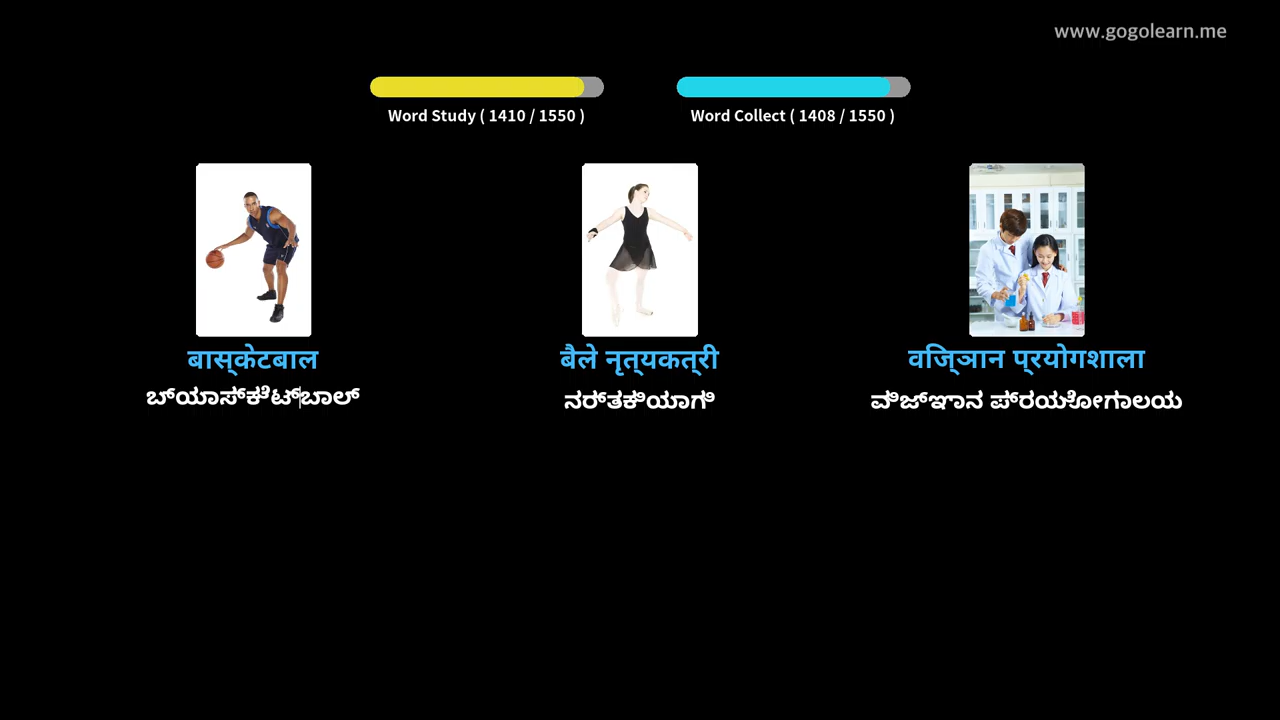 www.gogolearn.me
Word Study ( 1410 / 1550 )
Word Collect ( 1408 / 1550 )
बास्केटबाल
बैले नृत्यकत्री
विज्ञान प्रयोगशाला
ಬ್ಯಾಸ್ಕೆಟ್‌ಬಾಲ್
ನರ್ತಕಿಯಾಗಿ
ವಿಜ್ಞಾನ ಪ್ರಯೋಗಾಲಯ